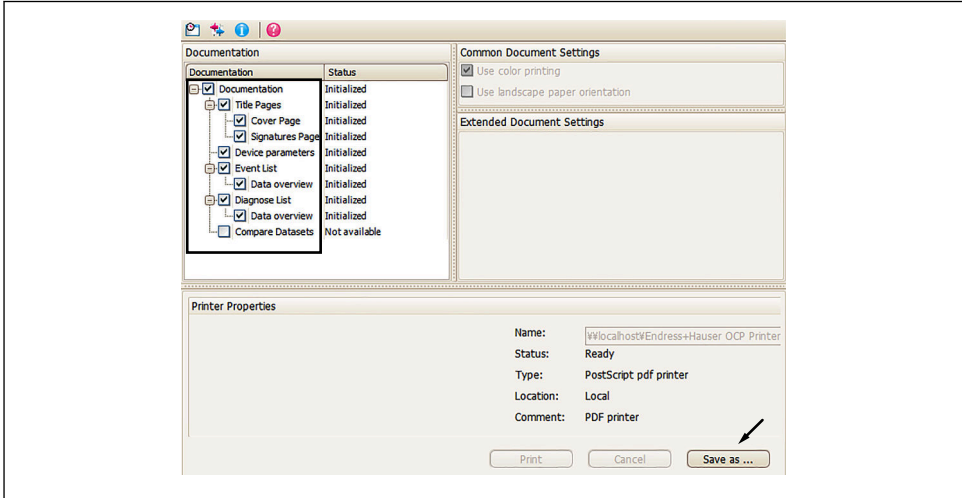 Documentation
Documentation Status
Documentation Initialized
Title Pages Initialized
Cover Page Initialized
Signatures Page Initialized
Device parameters Initialized
Event List Initialized
Data overview Initialized
Diagnose List Initialized
Data overview Initialized
Compare Datasets Not available
Common Document Settings
Use color printing
Use landscape paper orientation
Extended Document Settings
Printer Properties
Name: ¥¥localhost¥Endress+Hauser OCP Printer
Status: Ready
Type: PostScript pdf printer
Location: Local
Comment: PDF printer
Print Cancel Save as ...